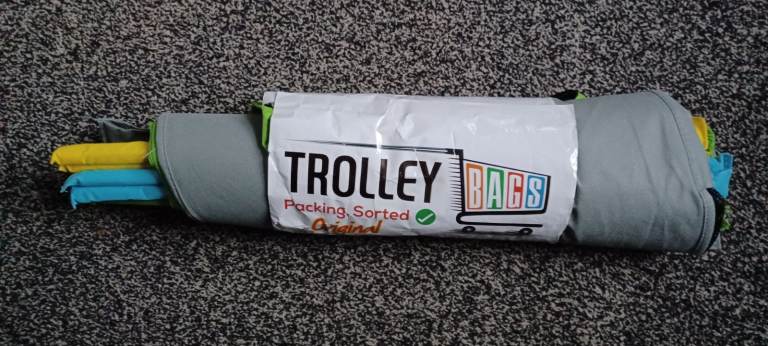 TROLLEY BAGS
Packing, Sorted
Original